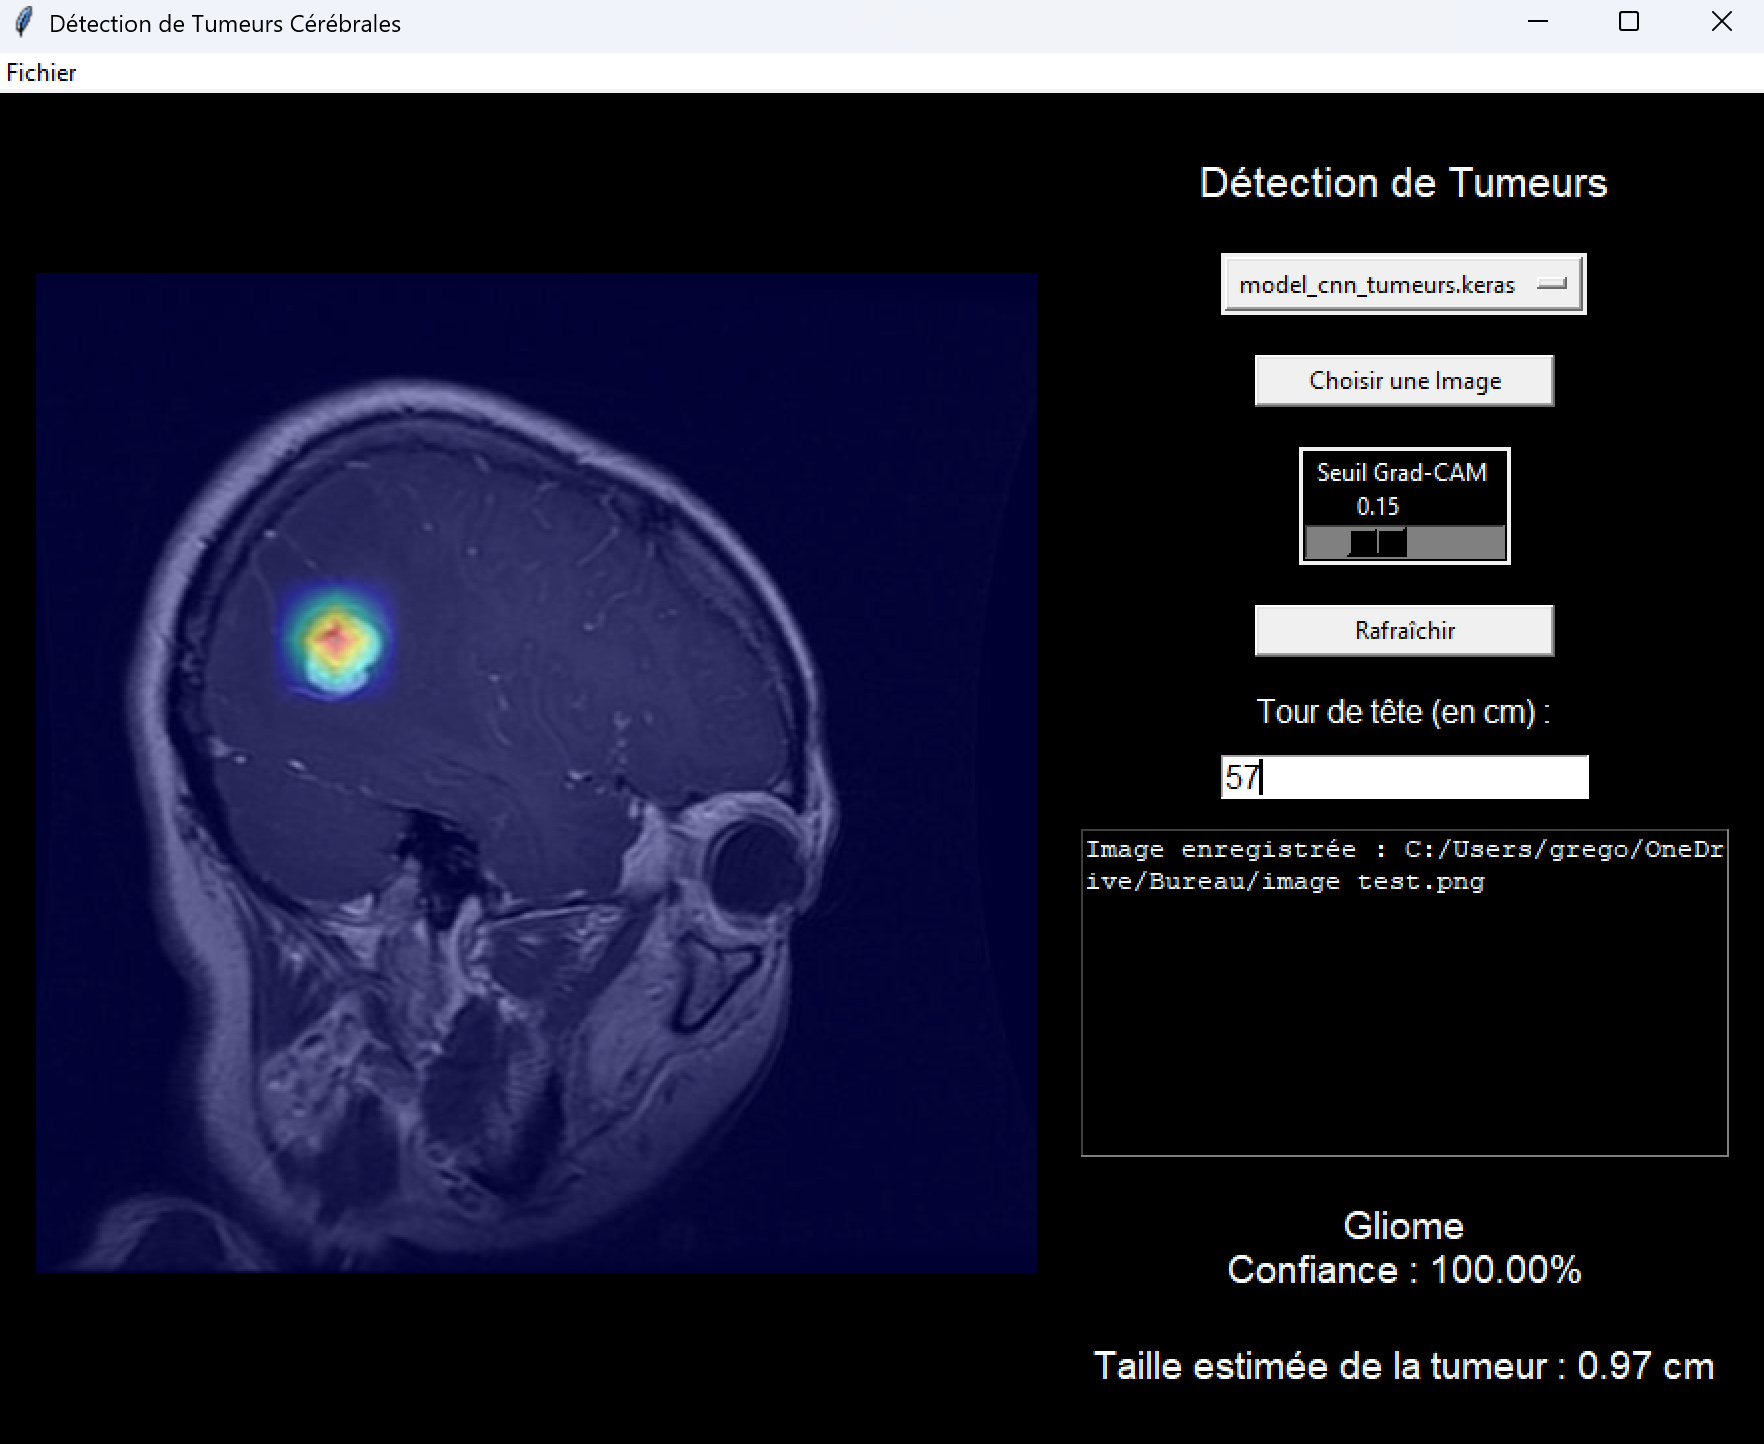 Détection de Tumeurs Cérébrales
Fichier
Détection de Tumeurs
model_cnn_tumeurs.keras
Choisir une Image
Seuil Grad-CAM
0.15
Rafraîchir
Tour de tête (en cm) :
57
Image enregistrée : C:/Users/grego/OneDr
ive/Bureau/image test.png
Gliome
Confiance : 100.00%
Taille estimée de la tumeur : 0.97 cm